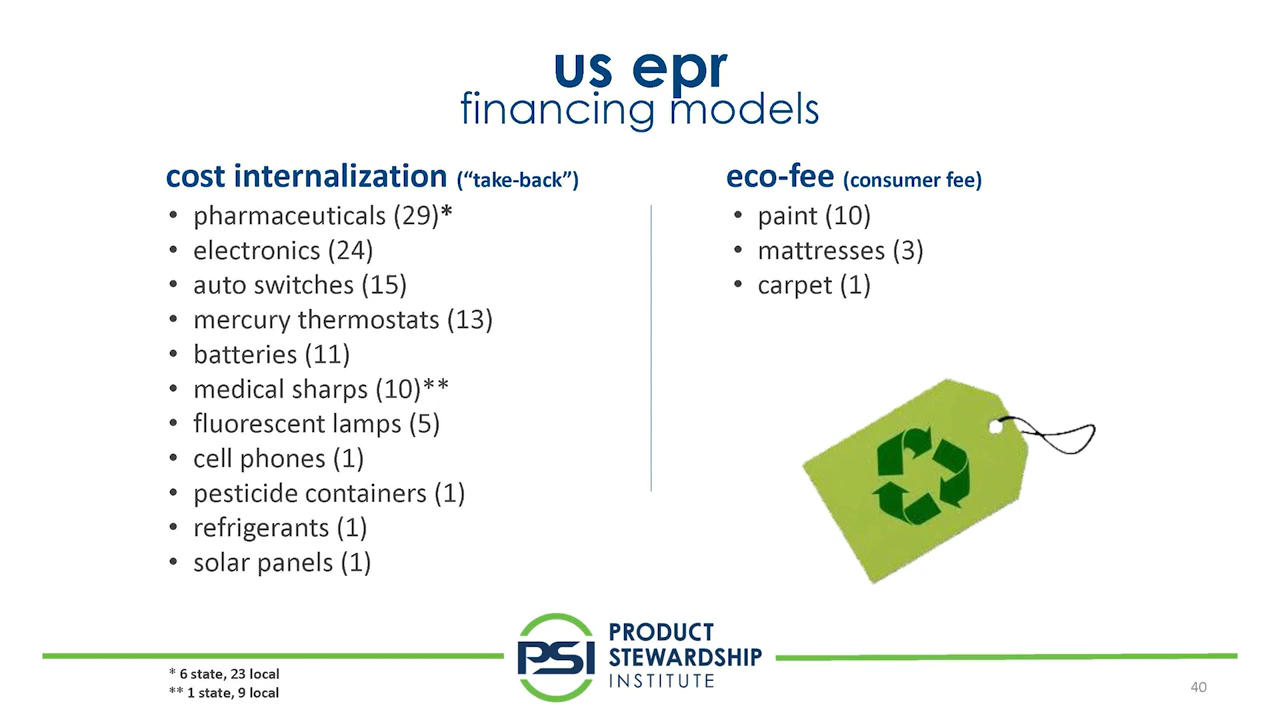 us epr
financing models
cost internalization (“take-back”)
• pharmaceuticals (29)*
• electronics (24)
• auto switches (15)
• mercury thermostats (13)
• batteries (11)
• medical sharps (10)**
• fluorescent lamps (5)
• cell phones (1)
• pesticide containers (1)
• refrigerants (1)
• solar panels (1)
eco-fee (consumer fee)
• paint (10)
• mattresses (3)
• carpet (1)
* 6 state, 23 local
** 1 state, 9 local
PSI
PRODUCT
STEWARDSHIP
INSTITUTE
40